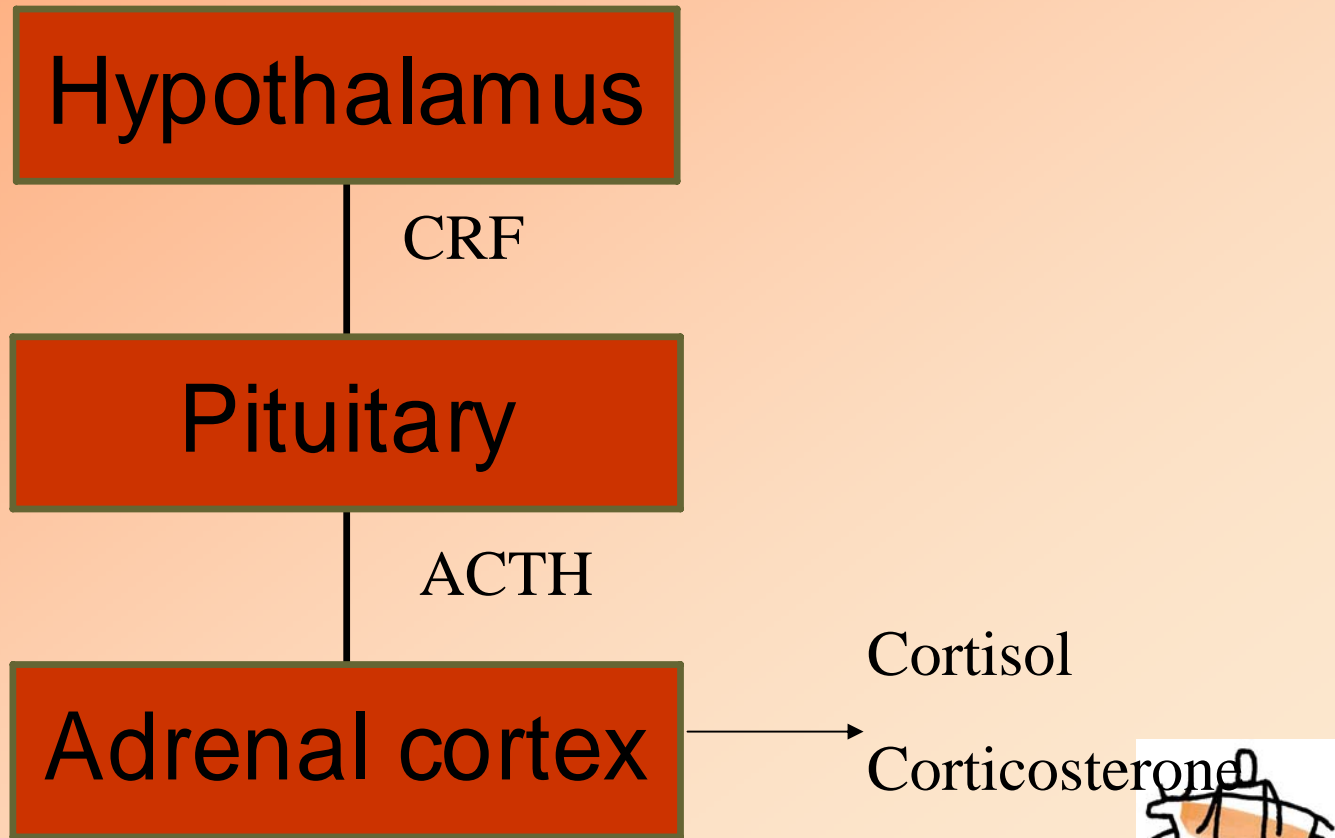 Hypothalamus
CRF
Pituitary
ACTH
Adrenal cortex
Cortisol
Corticosterone